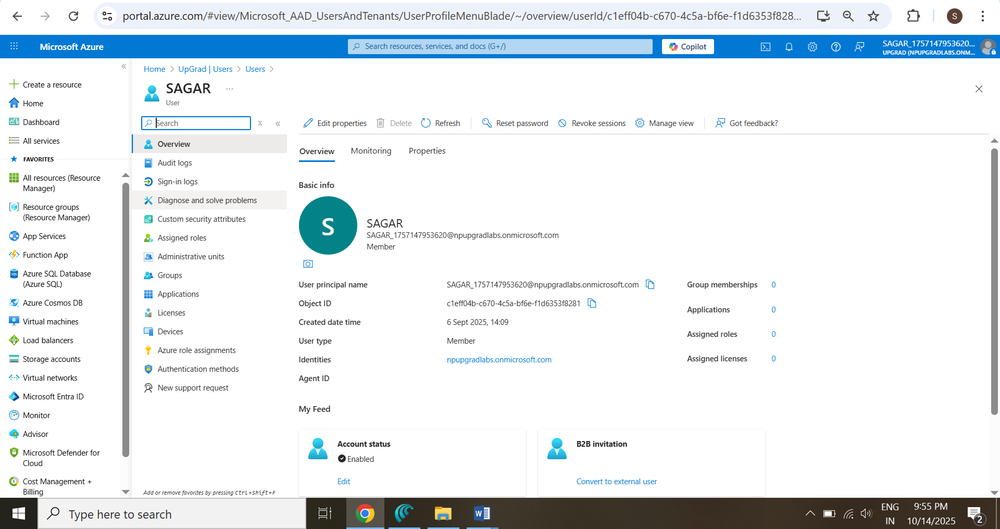 portal.azure.com/#view/Microsoft_AAD_UsersAndTenants/UserProfileMenuBlade/~/overview/userId/c1eff04b-c670-4c5a-bf6e-f1d6353f828...
S
Microsoft Azure
Search resources, services, and docs (G+/)
Copilot
SAGAR_1757147953620...
UPGRAD (NPUPGRADLABS.ONM...
Create a resource
Home
Dashboard
All services
FAVORITES
All resources (Resource
Manager)
Resource groups
(Resource Manager)
App Services
Function App
Azure SQL Database
(Azure SQL)
Azure Cosmos DB
Virtual machines
Load balancers
Storage accounts
Virtual networks
Microsoft Entra ID
Monitor
Advisor
Microsoft Defender for
Cloud
Cost Management +
Billing
Home > UpGrad | Users > Users >
SAGAR ...
User
Search
Overview
Audit logs
Sign-in logs
Diagnose and solve problems
Custom security attributes
Assigned roles
Administrative units
Groups
Applications
Licenses
Devices
Azure role assignments
Authentication methods
New support request
Add or remove favorites by pressing Ctrl+Shift+F
Edit properties Delete Refresh Reset password Revoke sessions Manage view Got feedback?
Overview Monitoring Properties
Basic info
S
SAGAR
SAGAR_1757147953620@npupgradlabs.onmicrosoft.com
Member
User principal name SAGAR_1757147953620@npupgradlabs.onmicrosoft.com
Object ID c1eff04b-c670-4c5a-bf6e-f1d6353f8281
Created date time 6 Sept 2025, 14:09
User type Member
Identities npupgradlabs.onmicrosoft.com
Agent ID
Group memberships 0
Applications 0
Assigned roles 0
Assigned licenses 0
My Feed
Account status
Enabled
Edit
B2B invitation
Convert to external user
Type here to search
ENG
IN
9:55 PM
10/14/2025
2